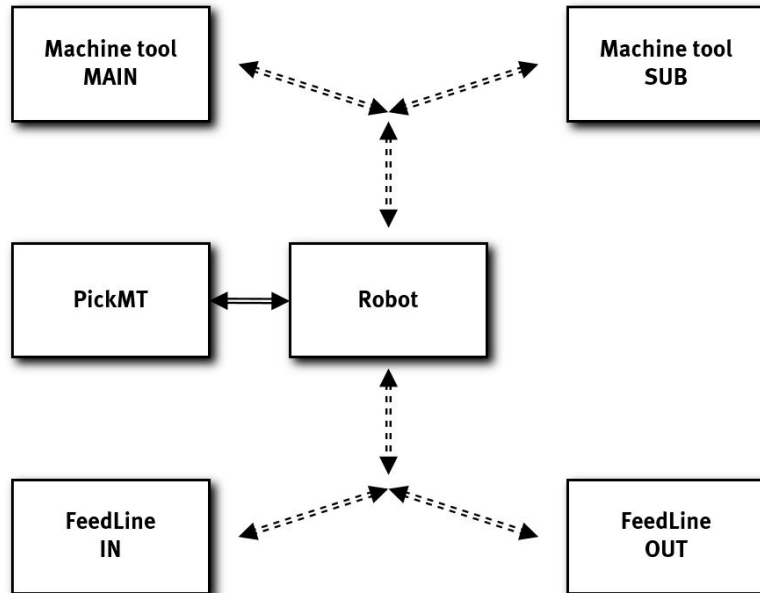 Machine tool
MAIN
Machine tool
SUB
PickMT
Robot
FeedLine
IN
FeedLine
OUT